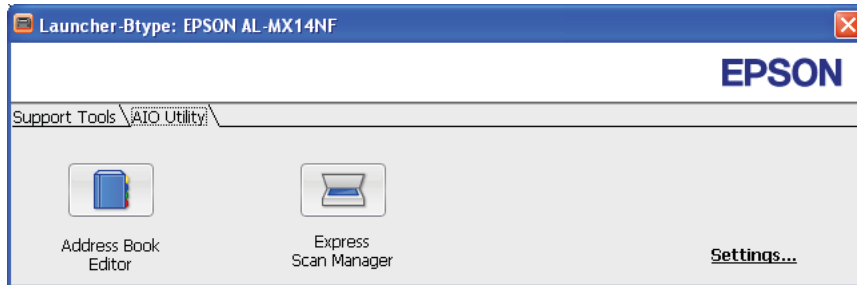 Launcher-Btype: EPSON AL-MX14NF
EPSON
Support Tools AIO Utility
Address Book
Editor
Express
Scan Manager
Settings...